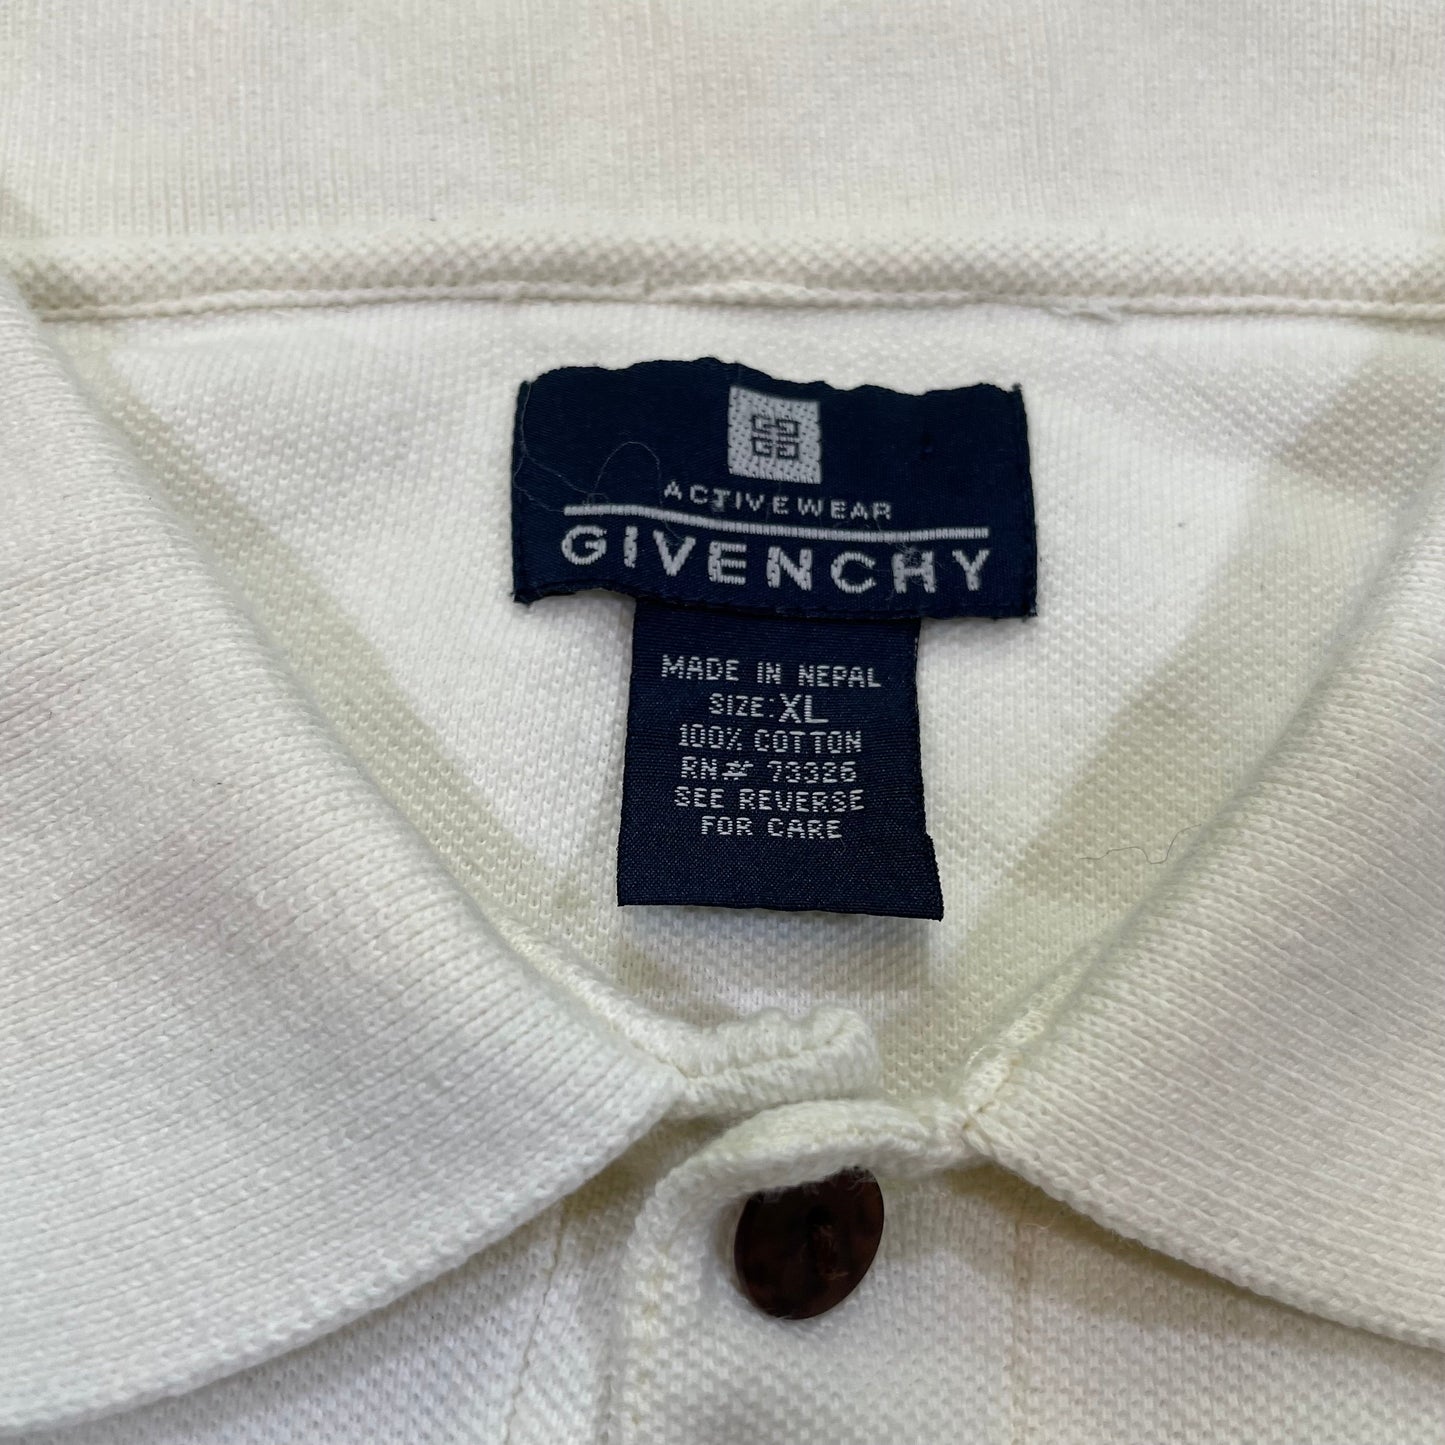 ACTIVEWEAR
GIVENCHY
MADE IN NEPAL
SIZE: XL
100% COTTON
RN# 73326
SEE REVERSE
FOR CARE